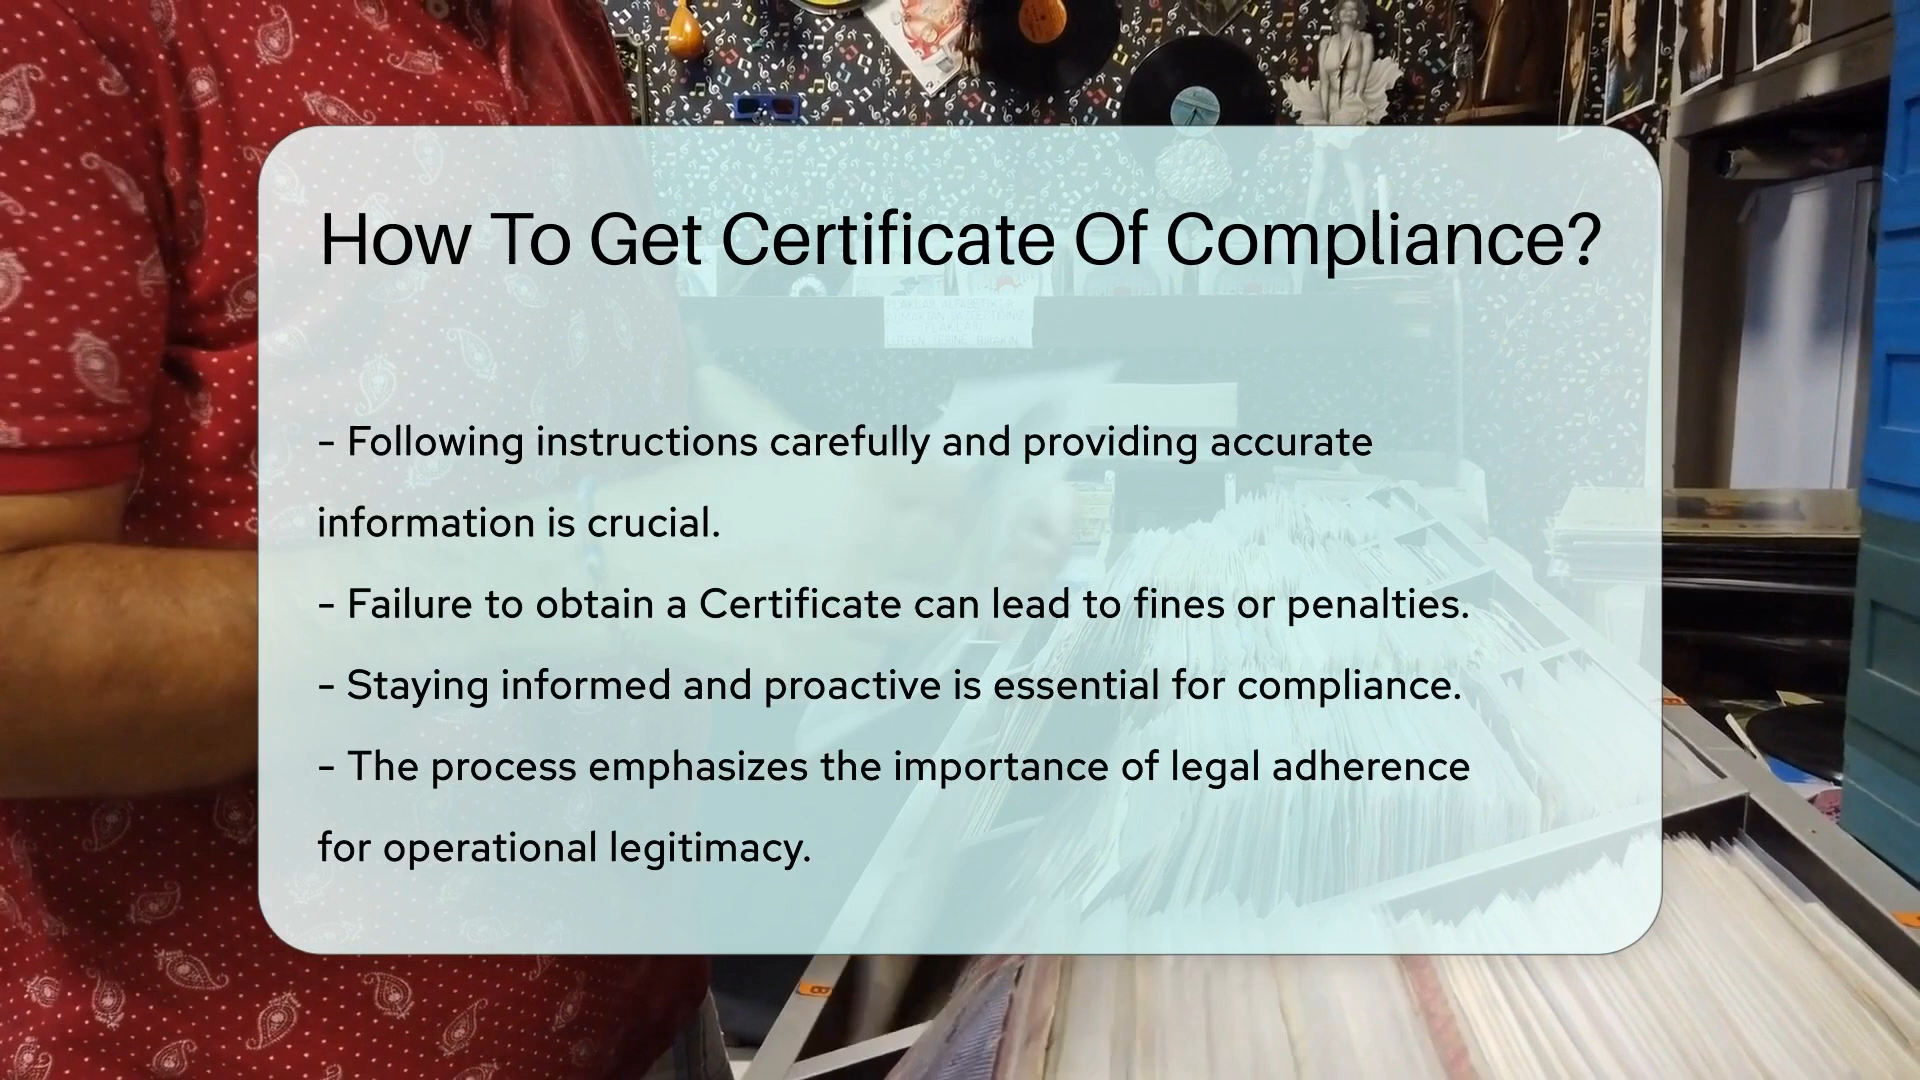 How To Get Certificate Of Compliance?
- Following instructions carefully and providing accurate
information is crucial.
- Failure to obtain a Certificate can lead to fines or penalties.
- Staying informed and proactive is essential for compliance.
- The process emphasizes the importance of legal adherence
for operational legitimacy.